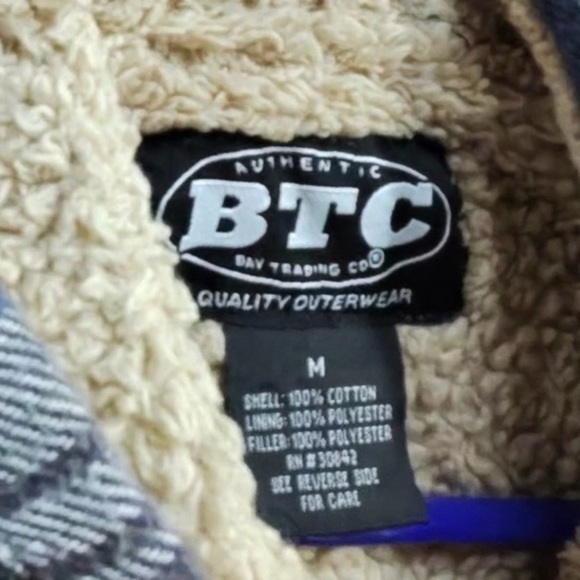 AUTHENTIC
BTC
BAY TRADING CO®
QUALITY OUTERWEAR
M
SHELL: 100% COTTON
LINING: 100% POLYESTER
FILLER: 100% POLYESTER
RN # 30842
SEE REVERSE SIDE
FOR CARE